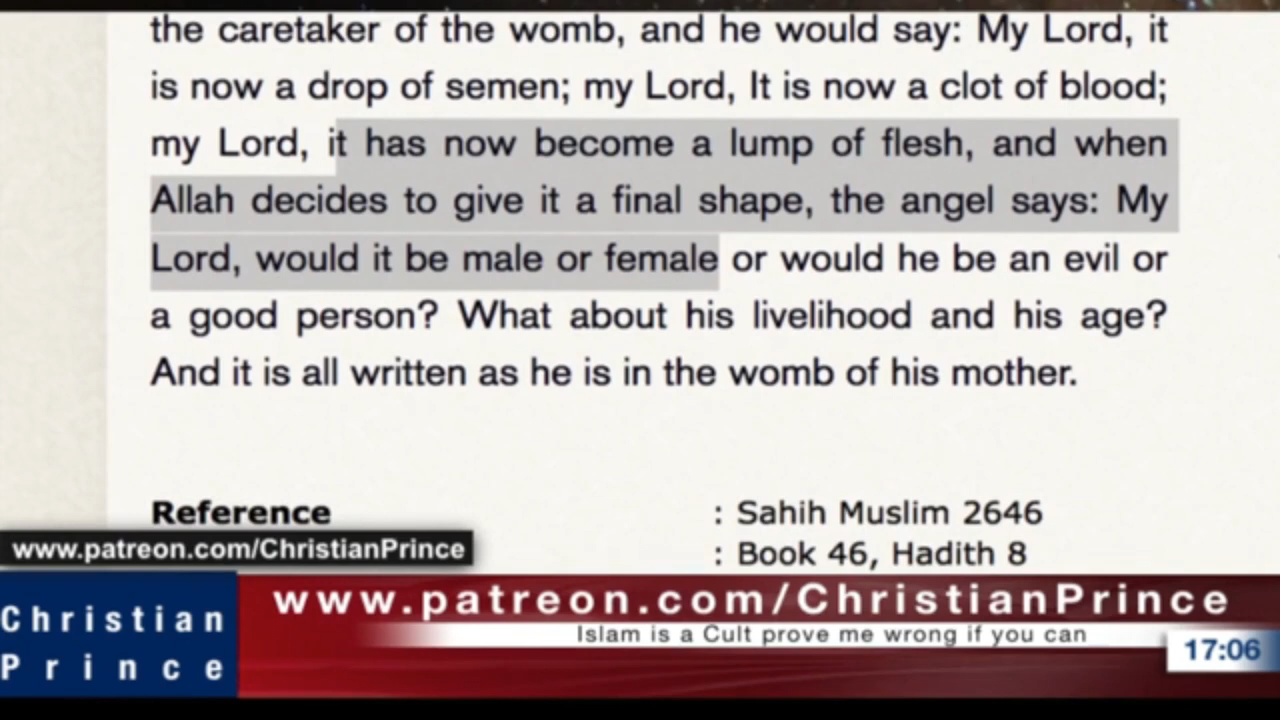 the caretaker of the womb, and he would say: My Lord, it
is now a drop of semen; my Lord, It is now a clot of blood;
my Lord, it has now become a lump of flesh, and when
Allah decides to give it a final shape, the angel says: My
Lord, would it be male or female or would he be an evil or
a good person? What about his livelihood and his age?
And it is all written as he is in the womb of his mother.
Reference : Sahih Muslim 2646
: Book 46, Hadith 8
www.patreon.com/ChristianPrince
www.patreon.com/ChristianPrince
Islam is a Cult prove me wrong if you can
Christian
Prince
17:06